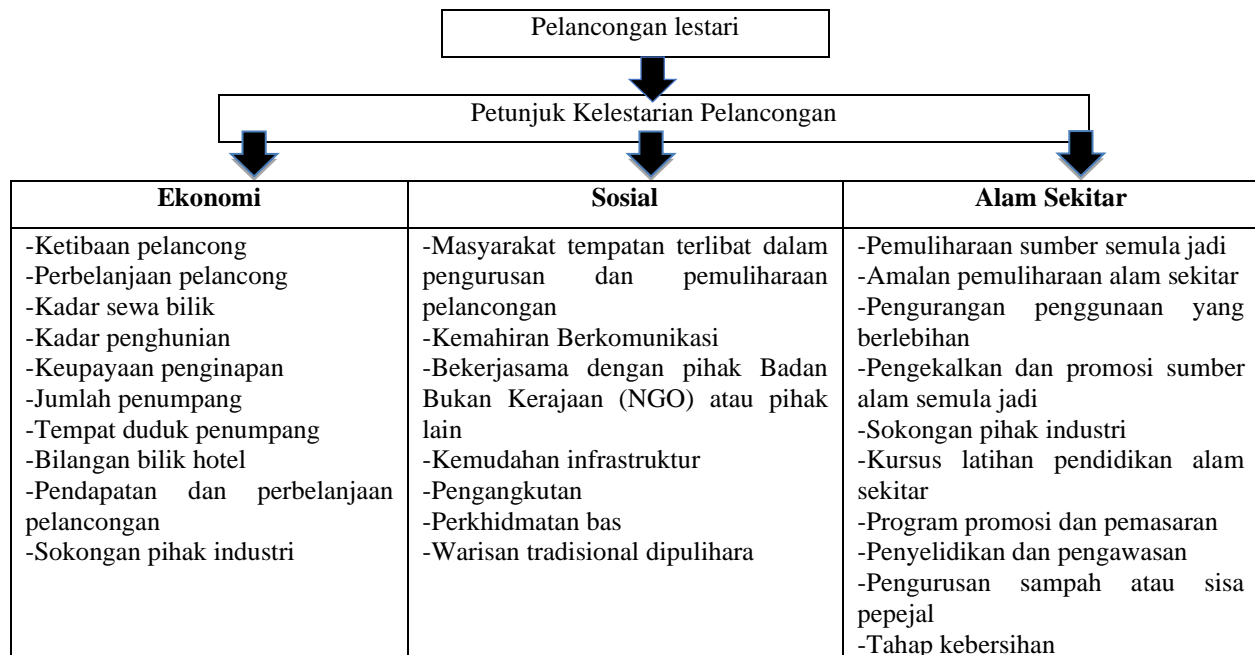 Pelancongan lestari
Petunjuk Kelestarian Pelancongan
Ekonomi
-Ketibaan pelancong
-Perbelanjaan pelancong
-Kadar sewa bilik
-Kadar penghunian
-Keupayaan penginapan
-Jumlah penumpang
-Tempat duduk penumpang
-Bilangan bilik hotel
-Pendapatan dan perbelanjaan
pelancongan
-Sokongan pihak industri
Sosial
-Masyarakat tempatan terlibat dalam
pengurusan dan pemuliharaan
pelancongan
-Kemahiran Berkomunikasi
-Bekerjasama dengan pihak Badan
Bukan Kerajaan (NGO) atau pihak
lain
-Kemudahan infrastruktur
-Pengangkutan
-Perkhidmatan bas
-Warisan tradisional dipulihara
Alam Sekitar
-Pemuliharaan sumber semula jadi
-Amalan pemuliharaan alam sekitar
-Pengurangan penggunaan yang
berlebihan
-Pengekalkan dan promosi sumber
alam semula jadi
-Sokongan pihak industri
-Kursus latihan pendidikan alam
sekitar
-Program promosi dan pemasaran
-Penyelidikan dan pengawasan
-Pengurusan sampah atau sisa
pepejal
-Tahap kebersihan